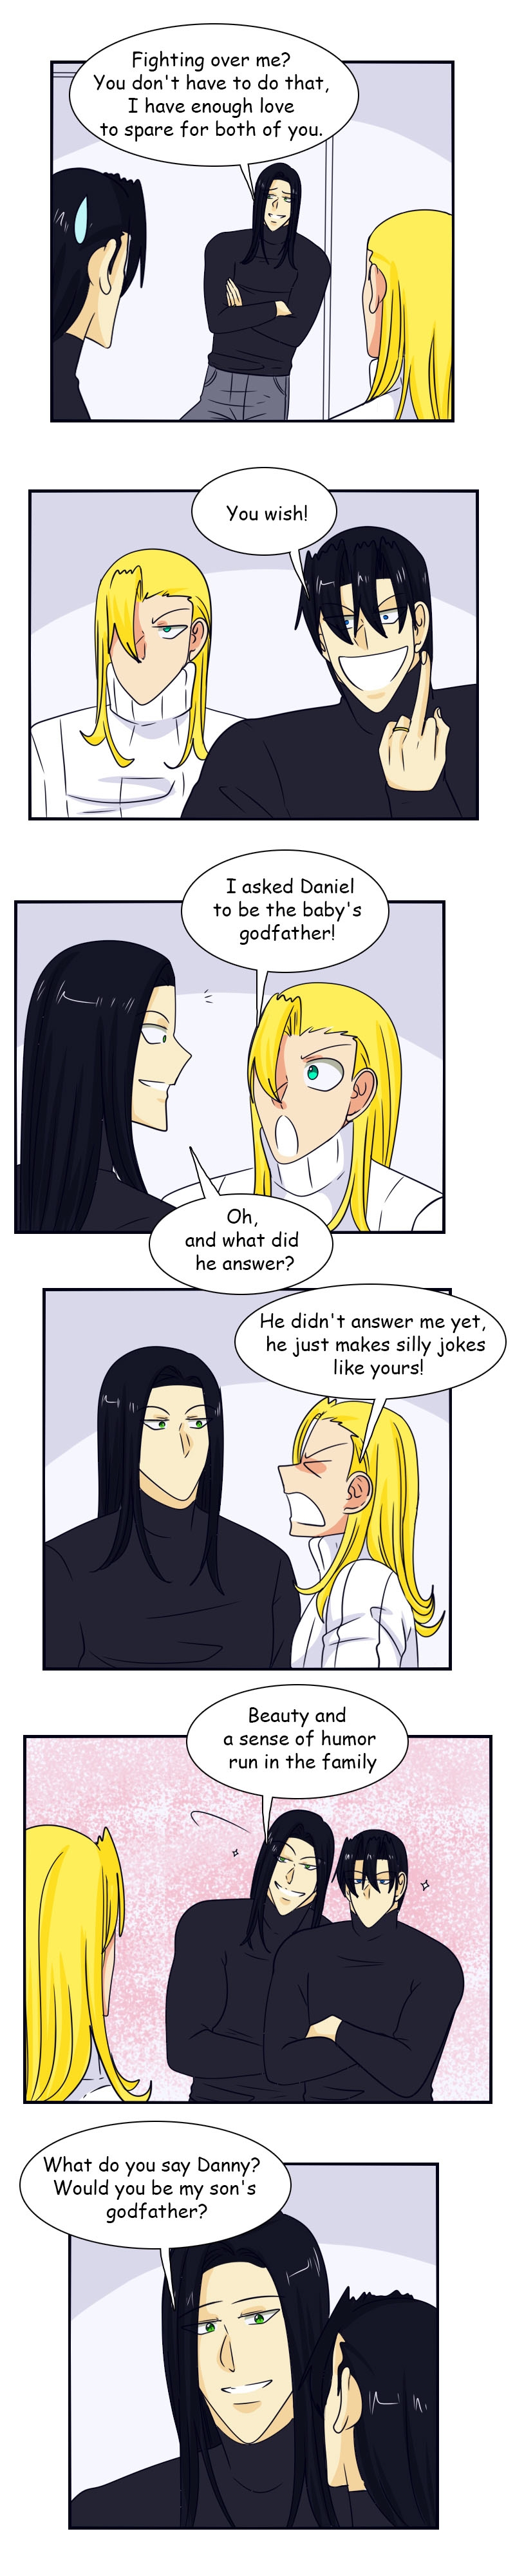 Fighting over me?
You don't have to do that,
I have enough love
to spare for both of you.
You wish!
I asked Daniel
to be the baby's
godfather!
Oh,
and what did
he answer?
He didn't answer me yet,
he just makes silly jokes
like yours!
Beauty and
a sense of humor
run in the family
What do you say Danny?
Would you be my son's
godfather?